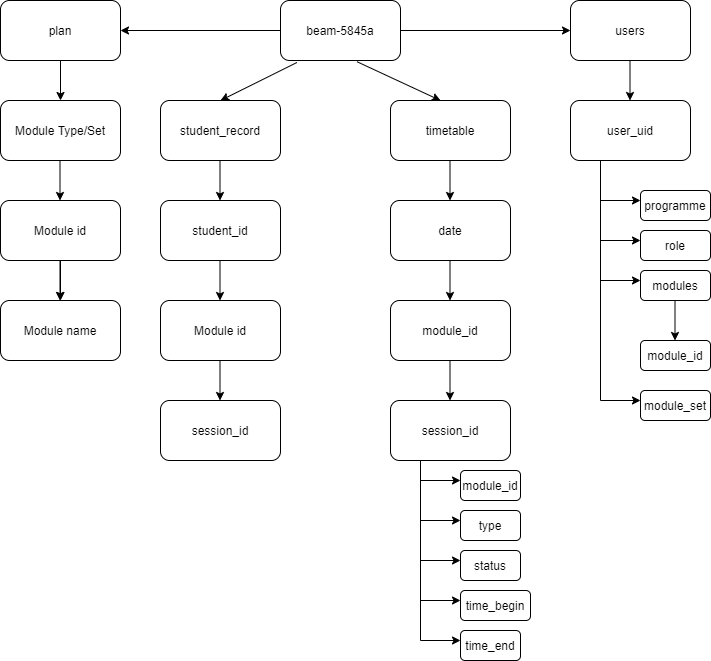 plan
beam-5845a
users
Module Type/Set
student_record
timetable
user_uid
programme
role
modules
module_id
module_set
Module id
student_id
date
Module name
Module id
module_id
session_id
session_id
module_id
type
status
time_begin
time_end